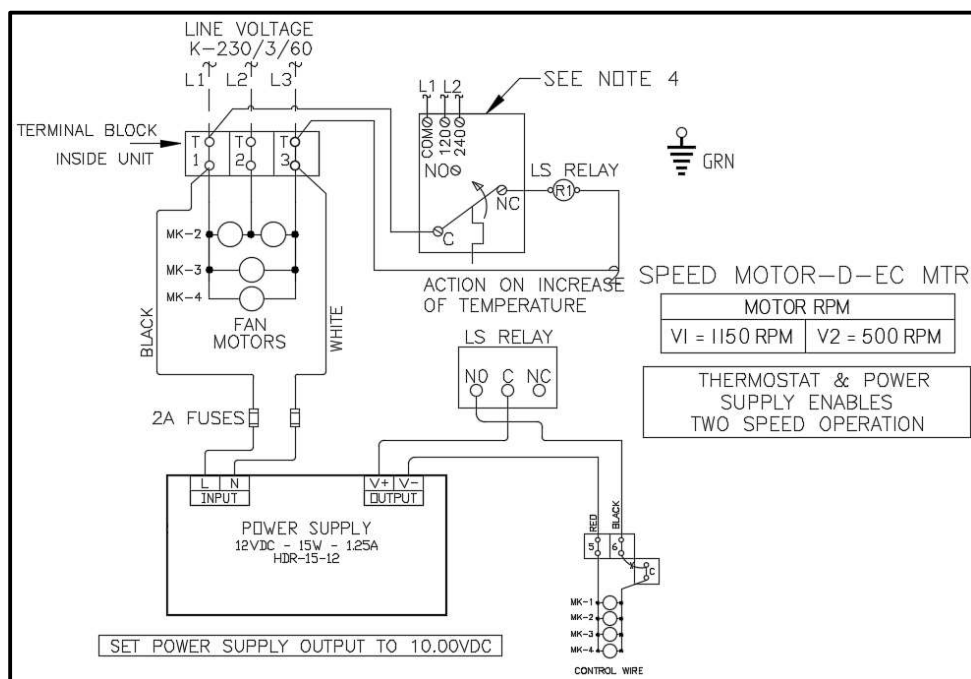 LINE VOLTAGE
K-230/3/60
L1 L2 L3
TERMINAL BLOCK
INSIDE UNIT
T T T
1 2 3
L1 L2
SEE NOTE 4
COM
120
240
NO
NC
C
LS RELAY
R1
GRN
ACTION ON INCREASE
OF TEMPERATURE
MK-2
MK-3
MK-4
FAN
MOTORS
BLACK
WHITE
2A FUSES
2 SPEED MOTOR-D-EC MTR
MOTOR RPM
V1 = 1150 RPM V2 = 500 RPM
THERMOSTAT & POWER
SUPPLY ENABLES
TWO SPEED OPERATION
LS RELAY
NO C NC
L N
INPUT
V+ V-
OUTPUT
POWER SUPPLY
12VDC - 15W - 1.25A
HDR-15-12
SET POWER SUPPLY OUTPUT TO 10.00VDC
RED
BLACK
5 6
C
MK-1
MK-2
MK-3
MK-4
CONTROL WIRE